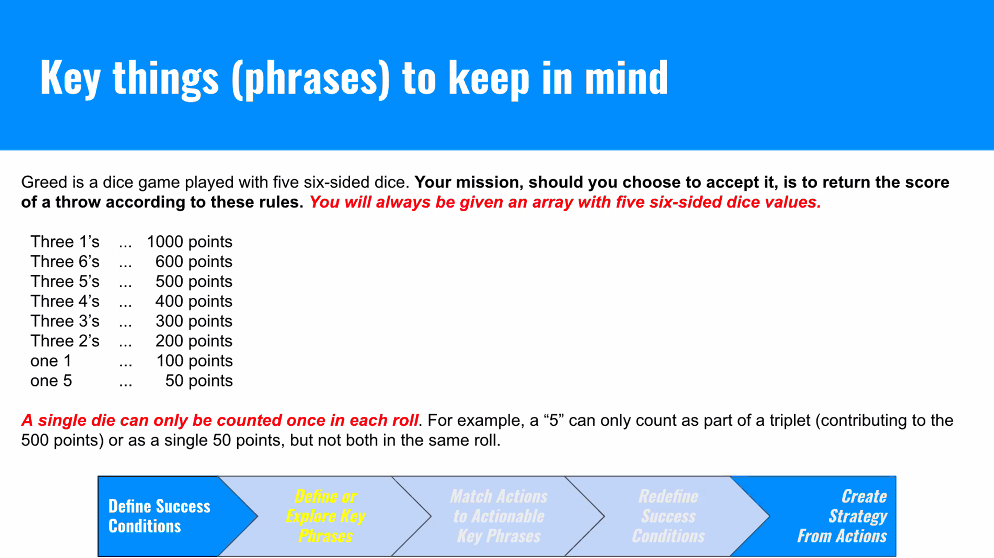 Key things (phrases) to keep in mind
Greed is a dice game played with five six-sided dice. Your mission, should you choose to accept it, is to return the score
of a throw according to these rules. You will always be given an array with five six-sided dice values.
Three 1’s ... 1000 points
Three 6’s ... 600 points
Three 5’s ... 500 points
Three 4’s ... 400 points
Three 3’s ... 300 points
Three 2’s ... 200 points
one 1 ... 100 points
one 5 ... 50 points
A single die can only be counted once in each roll. For example, a “5” can only count as part of a triplet (contributing to the
500 points) or as a single 50 points, but not both in the same roll.
Define Success
Conditions
Define or
Explore Key
Phrases
Match Actions
to Actionable
Key Phrases
Redefine
Success
Conditions
Create
Strategy
From Actions